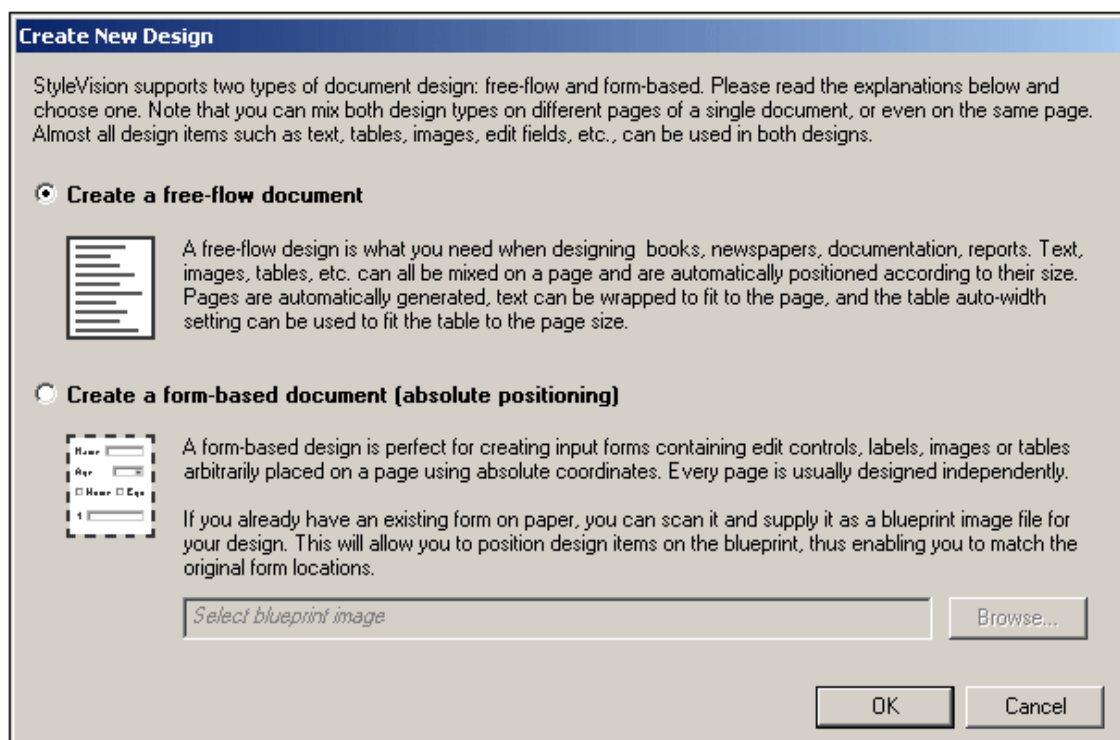 Create New Design
StyleVision supports two types of document design: free-flow and form-based. Please read the explanations below and
choose one. Note that you can mix both design types on different pages of a single document, or even on the same page.
Almost all design items such as text, tables, images, edit fields, etc., can be used in both designs.
Create a free-flow document
A free-flow design is what you need when designing  books, newspapers, documentation, reports. Text,
images, tables, etc. can all be mixed on a page and are automatically positioned according to their size.
Pages are automatically generated, text can be wrapped to fit to the page, and the table auto-width
setting can be used to fit the table to the page size.
Create a form-based document (absolute positioning)
Name
Age
A form-based design is perfect for creating input forms containing edit controls, labels, images or tables
arbitrarily placed on a page using absolute coordinates. Every page is usually designed independently.
If you already have an existing form on paper, you can scan it and supply it as a blueprint image file for
your design. This will allow you to position design items on the blueprint, thus enabling you to match the
original form locations.
Select blueprint image
Browse...
OK
Cancel